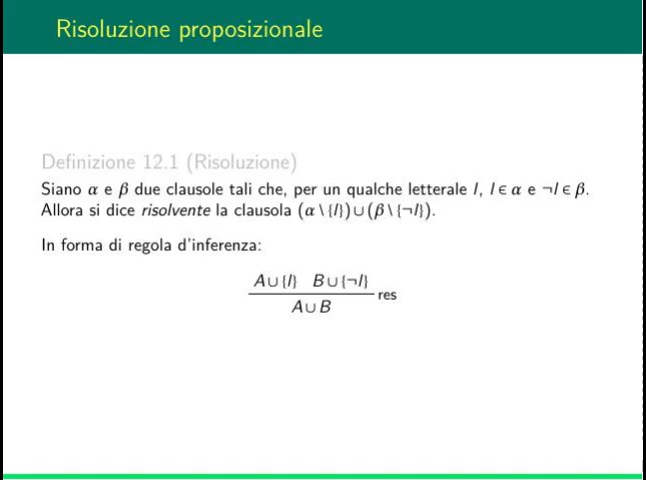 Risoluzione proposizionale
Definizione 12.1 (Risoluzione)
Siano α e β due clausole tali che, per un qualche letterale l, l ∈ α e ¬l ∈ β.
Allora si dice risolvente la clausola (α \ {l}) ∪ (β \ {¬l}).
In forma di regola d'inferenza:
A ∪ {l} B ∪ {¬l}
res
A ∪ B